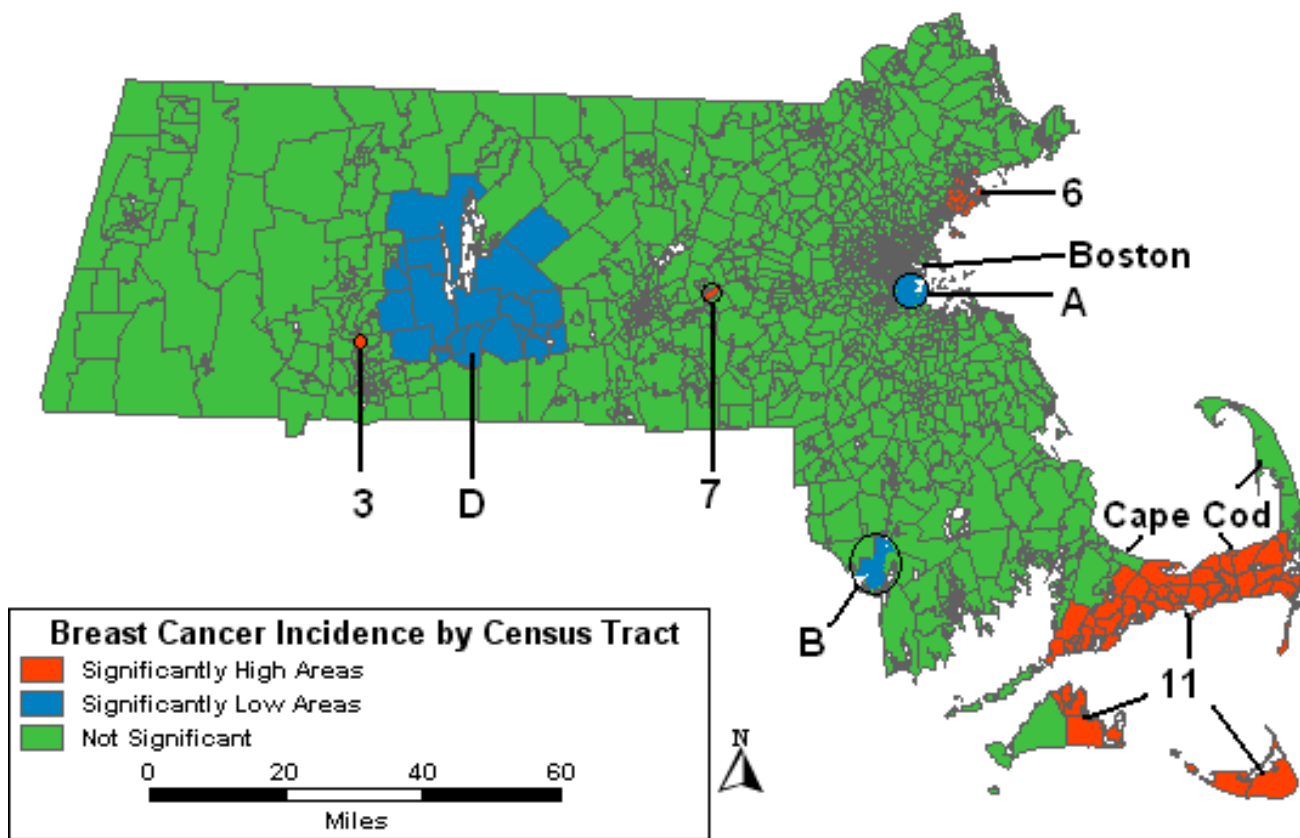 6
Boston
A
3
D
7
Cape Cod
B
11
Breast Cancer Incidence by Census Tract
Significantly High Areas
Significantly Low Areas
Not Significant
0 20 40 60
Miles
N